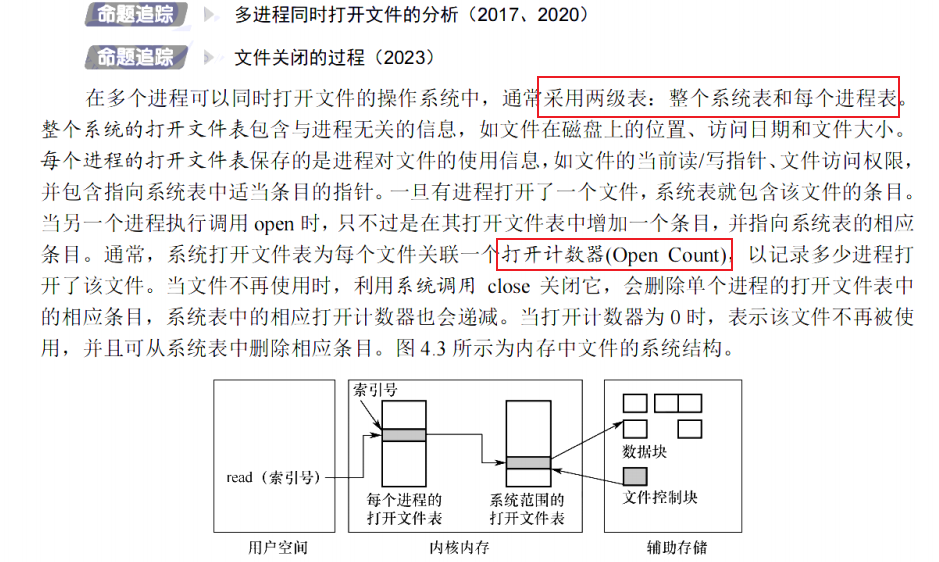 命题追踪 多进程同时打开文件的分析（2017、2020）
命题追踪 文件关闭的过程（2023）
在多个进程可以同时打开文件的操作系统中，通常采用两级表：整个系统表和每个进程表。
整个系统的打开文件表包含与进程无关的信息，如文件在磁盘上的位置、访问日期和文件大小。
每个进程的打开文件表保存的是进程对文件的使用信息，如文件的当前读/写指针、文件访问权限，
并包含指向系统表中适当条目的指针。一旦有进程打开了一个文件，系统表就包含该文件的条目。
当另一个进程执行调用 open 时，只不过是在其打开文件表中增加一个条目，并指向系统表的相应
条目。通常，系统打开文件表为每个文件关联一个打开计数器(Open Count)，以记录多少进程打
开了该文件。当文件不再使用时，利用系统调用 close 关闭它，会删除单个进程的打开文件表中
的相应条目，系统表中的相应打开计数器也会递减。当打开计数器为 0 时，表示该文件不再被使
用，并且可从系统表中删除相应条目。图 4.3 所示为内存中文件的系统结构。
索引号
read（索引号）
每个进程的
打开文件表
系统范围的
打开文件表
数据块
文件控制块
用户空间
内核内存
辅助存储